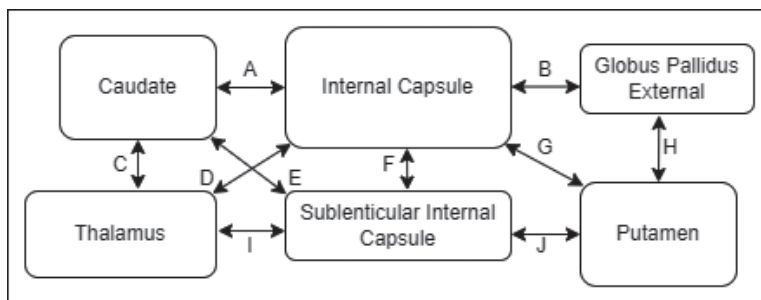 Caudate
A
Internal Capsule
B
Globus Pallidus
External
C
D
E
F
G
H
Thalamus
I
Sublenticular Internal
Capsule
J
Putamen